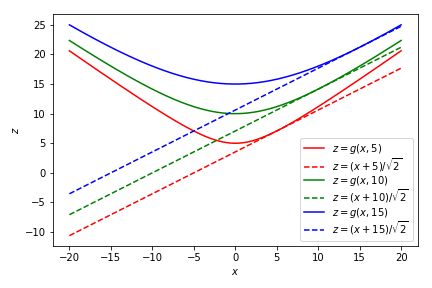 25
20
15
10
5
0
−5
−10
z
−20
−15
−10
−5
0
5
10
15
20
x
z = g(x, 5)
z = (x + 5)/√2
z = g(x, 10)
z = (x + 10)/√2
z = g(x, 15)
z = (x + 15)/√2